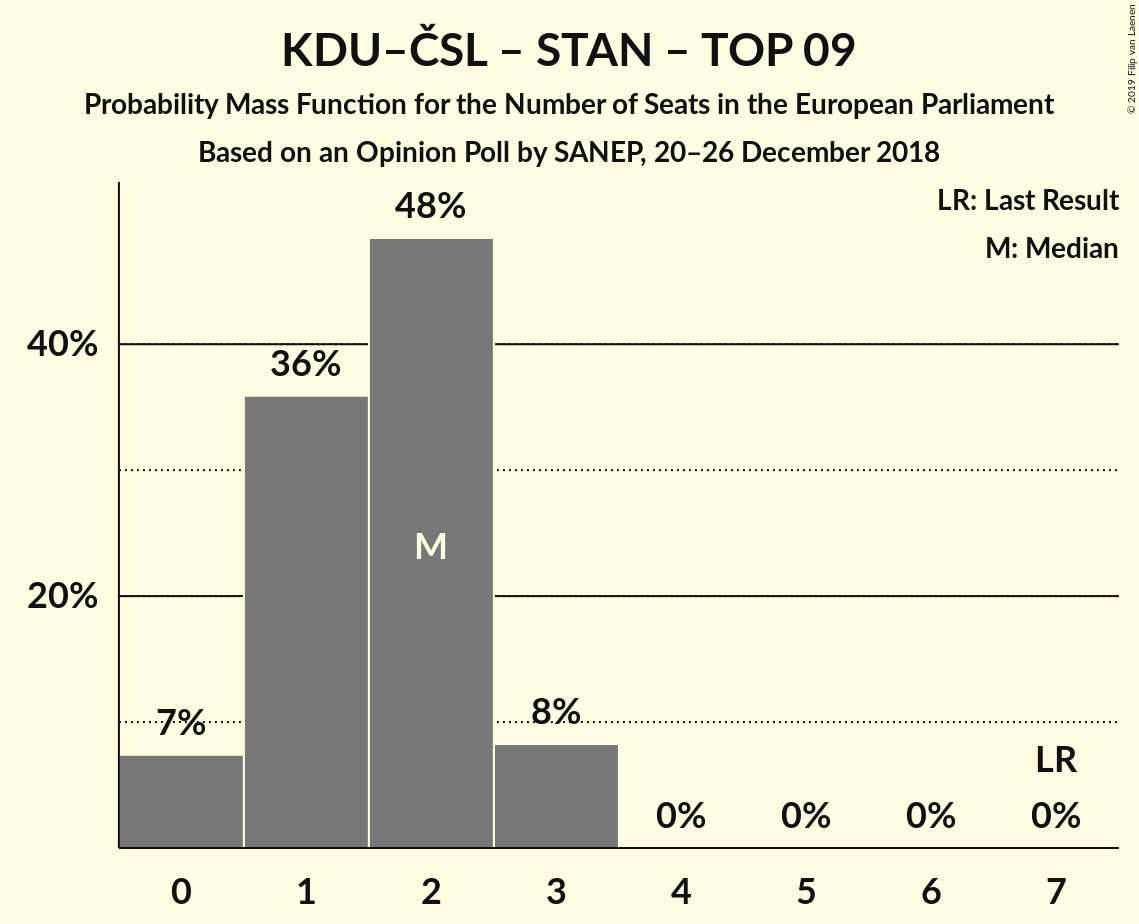 KDU–ČSL – STAN – TOP 09
Probability Mass Function for the Number of Seats in the European Parliament
Based on an Opinion Poll by SANEP, 20–26 December 2018
© 2019 Filip van Laenen
LR: Last Result
M: Median
48%
40%
36%
M
20%
7%
8%
LR
0% 0% 0% 0%
0 1 2 3 4 5 6 7